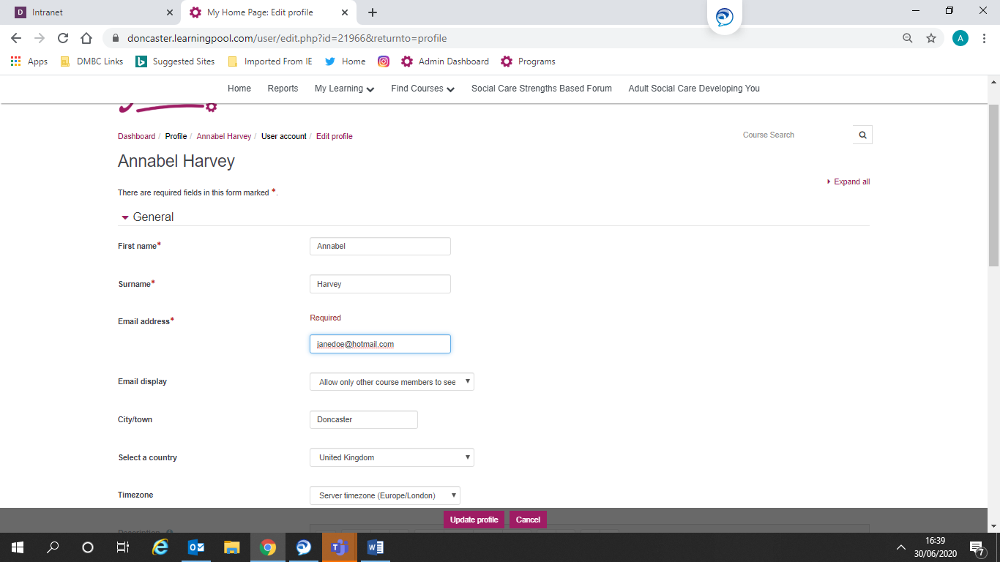 Intranet
My Home Page: Edit profile
doncaster.learningpool.com/user/edit.php?id=21966&returnto=profile
A
Apps DMBC Links Suggested Sites Imported From IE Home Admin Dashboard Programs
Home Reports My Learning Find Courses Social Care Strengths Based Forum Adult Social Care Developing You
Dashboard / Profile / Annabel Harvey / User account / Edit profile
Course Search
Annabel Harvey
Expand all
There are required fields in this form marked *.
General
First name*
Annabel
Surname*
Harvey
Email address*
Required
janedoe@hotmail.com
Email display
Allow only other course members to see
City/town
Doncaster
Select a country
United Kingdom
Timezone
Server timezone (Europe/London)
Description
Update profile Cancel
16:39
30/06/2020
7